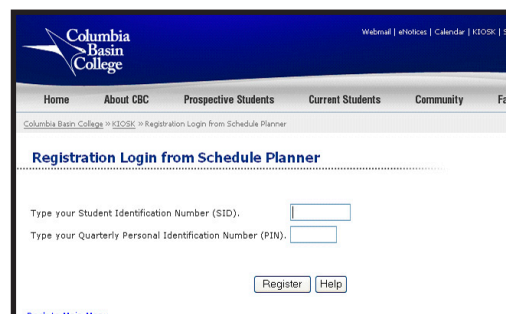 Columbia
Basin
College
Webmail | eNotices | Calendar | KIOSK |
Home About CBC Prospective Students Current Students Community
Columbia Basin College » KIOSK » Registration Login from Schedule Planner
Registration Login from Schedule Planner
Type your Student Identification Number (SID).
Type your Quarterly Personal Identification Number (PIN).
Register Help